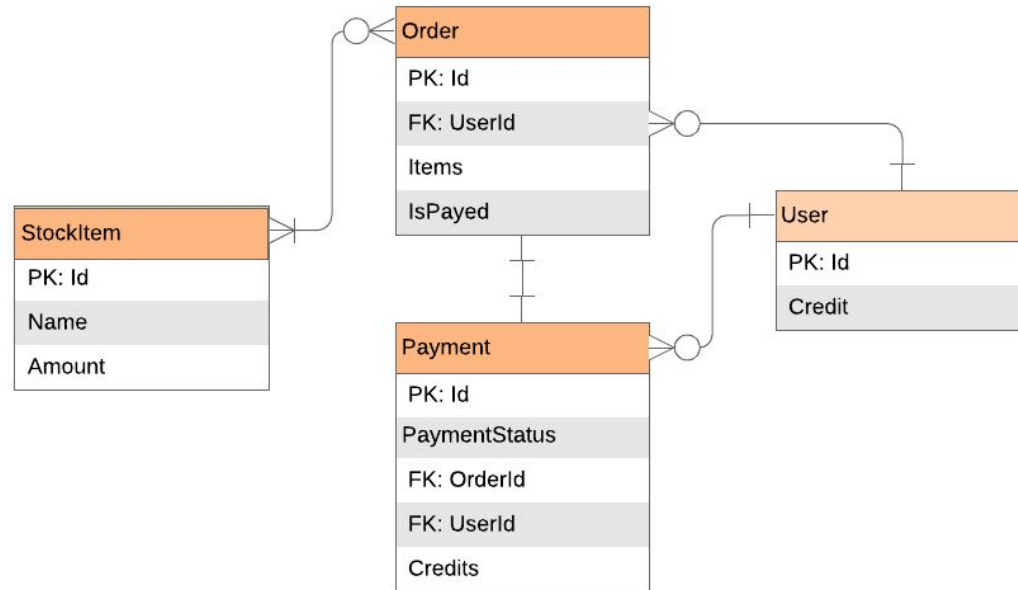 Order
PK: Id
FK: UserId
Items
IsPayed
StockItem
PK: Id
Name
Amount
User
PK: Id
Credit
Payment
PK: Id
PaymentStatus
FK: OrderId
FK: UserId
Credits